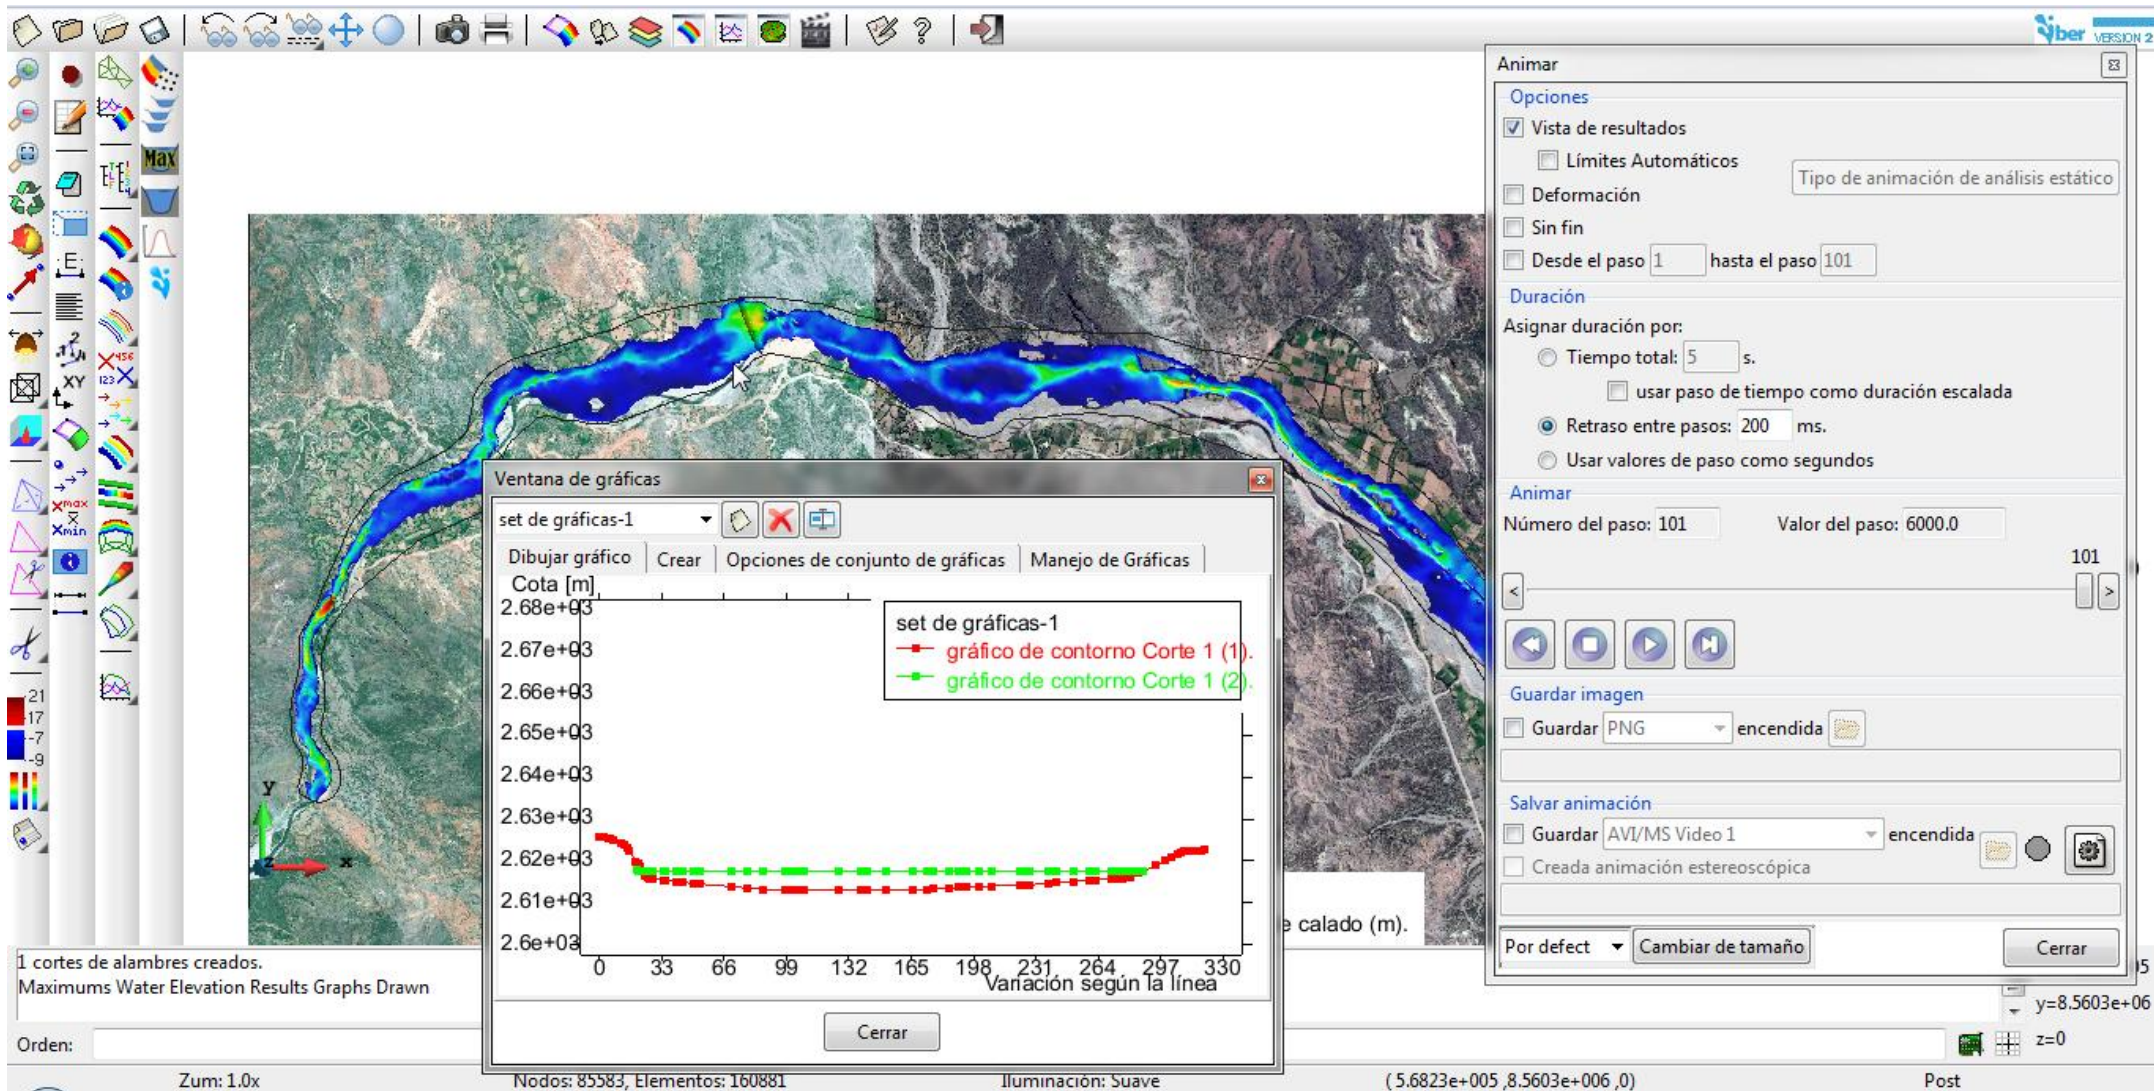 iber VERSION 2
Max
E
XY
456
123
Xmax
X
Xmin
21
17
-7
-9
y
z
x
Animar
Opciones
Vista de resultados
Límites Automáticos
Tipo de animación de análisis estático
Deformación
Sin fin
Desde el paso 1 hasta el paso 101
Duración
Asignar duración por:
Tiempo total: 5 s.
usar paso de tiempo como duración escalada
Retraso entre pasos: 200 ms.
Usar valores de paso como segundos
Animar
Número del paso: 101 Valor del paso: 6000.0
101
< >
Guardar imagen
Guardar PNG encendida
Salvar animación
Guardar AVI/MS Video 1 encendida
Creada animación estereoscópica
Por defect Cambiar de tamaño Cerrar
Ventana de gráficas
set de gráficas-1
Dibujar gráfico Crear Opciones de conjunto de gráficas Manejo de Gráficas
Cota [m]
2.68e+03
2.67e+03
2.66e+03
2.65e+03
2.64e+03
2.63e+03
2.62e+03
2.61e+03
2.6e+03
set de gráficas-1
gráfico de contorno Corte 1 (1).
gráfico de contorno Corte 1 (2).
0 33 66 99 132 165 198 231 264 297 330
Variación según la línea
Cerrar
e calado (m).
1 cortes de alambres creados.
Maximums Water Elevation Results Graphs Drawn
Orden:
y=8.5603e+06
z=0
Zum: 1.0x Nodos: 85583, Elementos: 160881 Iluminación: Suave (5.6823e+005 ,8.5603e+006 ,0) Post